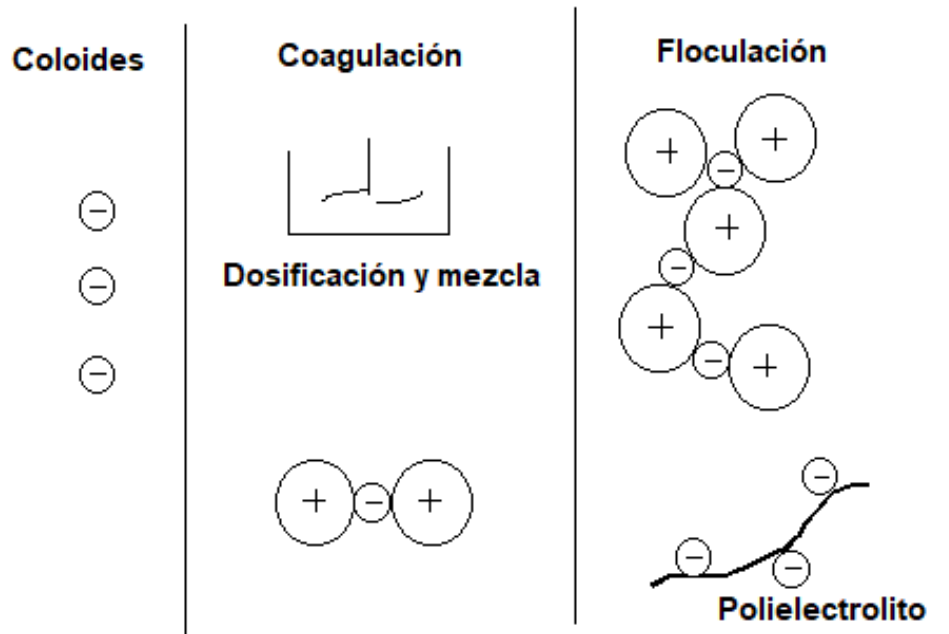 Coloides
Coagulación
Floculación
Dosificación y mezcla
Polielectrolito